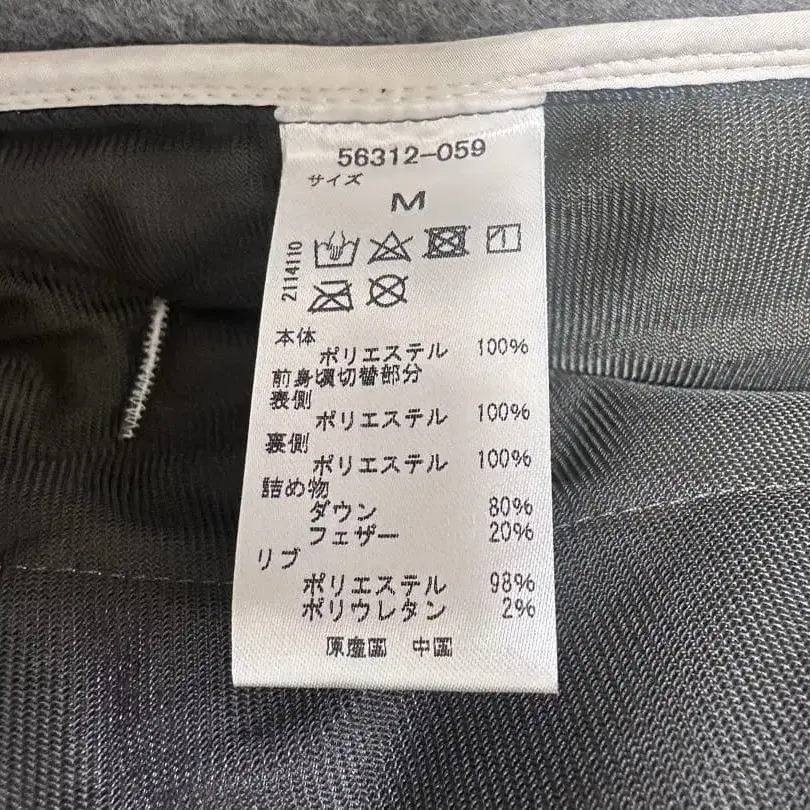 56312-059
サイズ
M
2114110
本体
ポリエステル 100%
前身頃切替部分
表側
ポリエステル 100%
裏側
ポリエステル 100%
詰め物
ダウン 80%
フェザー 20%
リブ
ポリエステル 98%
ポリウレタン 2%
原産国 中国